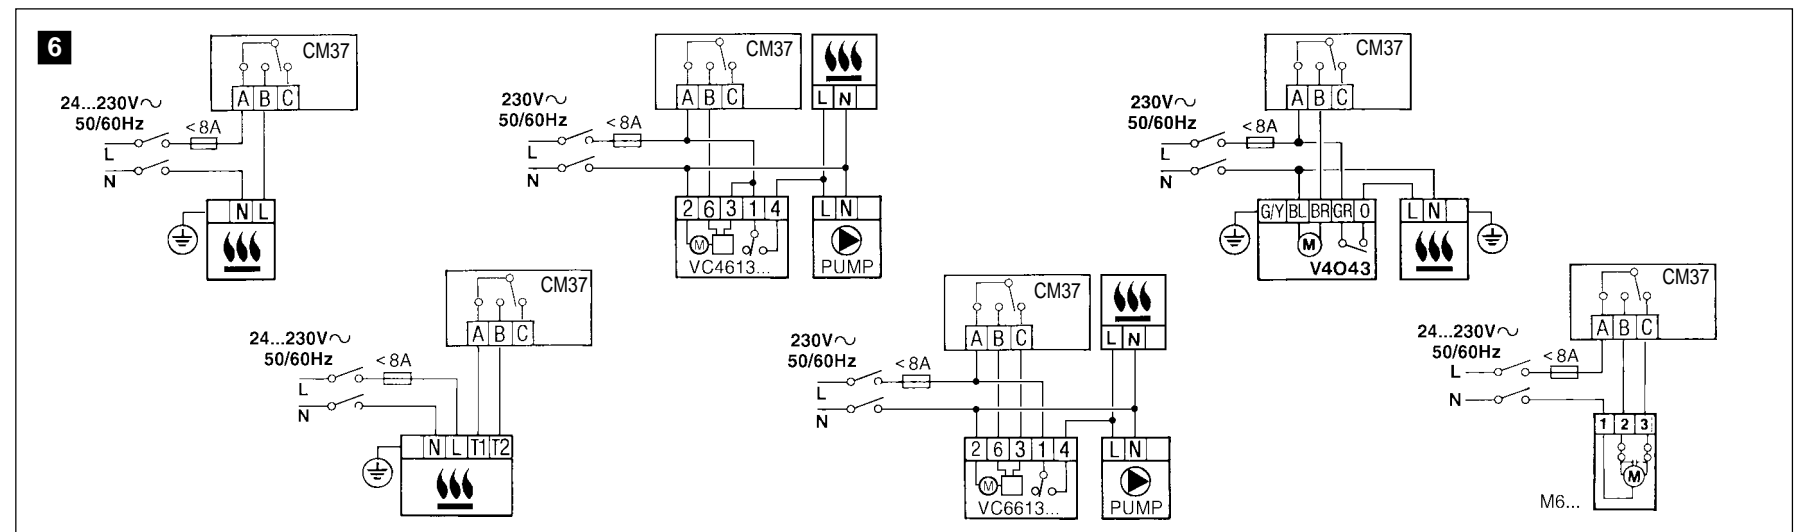 6
CM37
A B C
24...230V~
50/60Hz
<8A
L
N
N L
CM37
A B C
L N
230V~
50/60Hz
<8A
L
N
2 6 3 1 4
M
VC4613...
L N
PUMP
CM37
A B C
230V~
50/60Hz
<8A
L
N
G/Y BL BR GR O
M
V4O43
L N
CM37
A B C
24...230V~
50/60Hz
<8A
L
N
N L T1 T2
CM37
A B C
L N
230V~
50/60Hz
<8A
L
N
2 6 3 1 4
M
VC6613...
L N
PUMP
CM37
A B C
24...230V~
50/60Hz
<8A
L
N
1 2 3
M
M6...